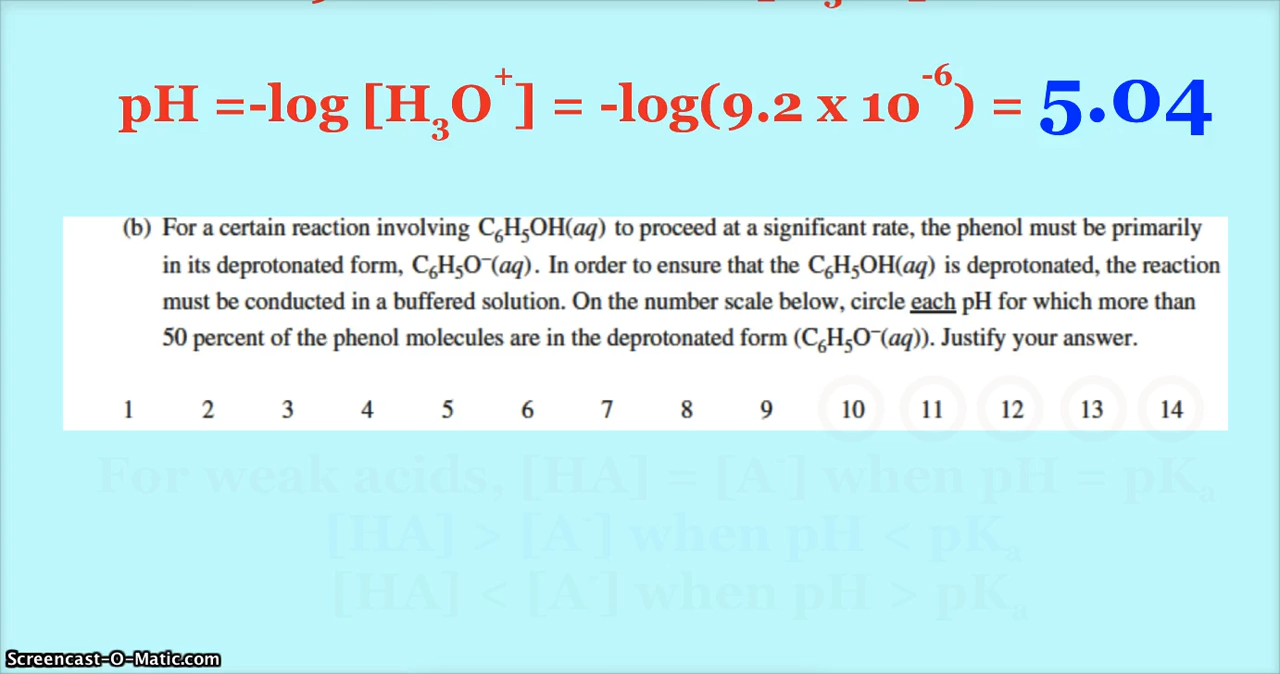 pH =-log [H₃O⁺] = -log(9.2 x 10⁻⁶) = 5.04
(b) For a certain reaction involving C₆H₅OH(aq) to proceed at a significant rate, the phenol must be primarily
in its deprotonated form, C₆H₅O⁻(aq). In order to ensure that the C₆H₅OH(aq) is deprotonated, the reaction
must be conducted in a buffered solution. On the number scale below, circle each pH for which more than
50 percent of the phenol molecules are in the deprotonated form (C₆H₅O⁻(aq)). Justify your answer.
1 2 3 4 5 6 7 8 9 10 11 12 13 14
For weak acids, [HA] = [A⁻] when pH = pKₐ
[HA] > [A⁻] when pH < pKₐ
[HA] < [A⁻] when pH > pKₐ
Screencast-O-Matic.com